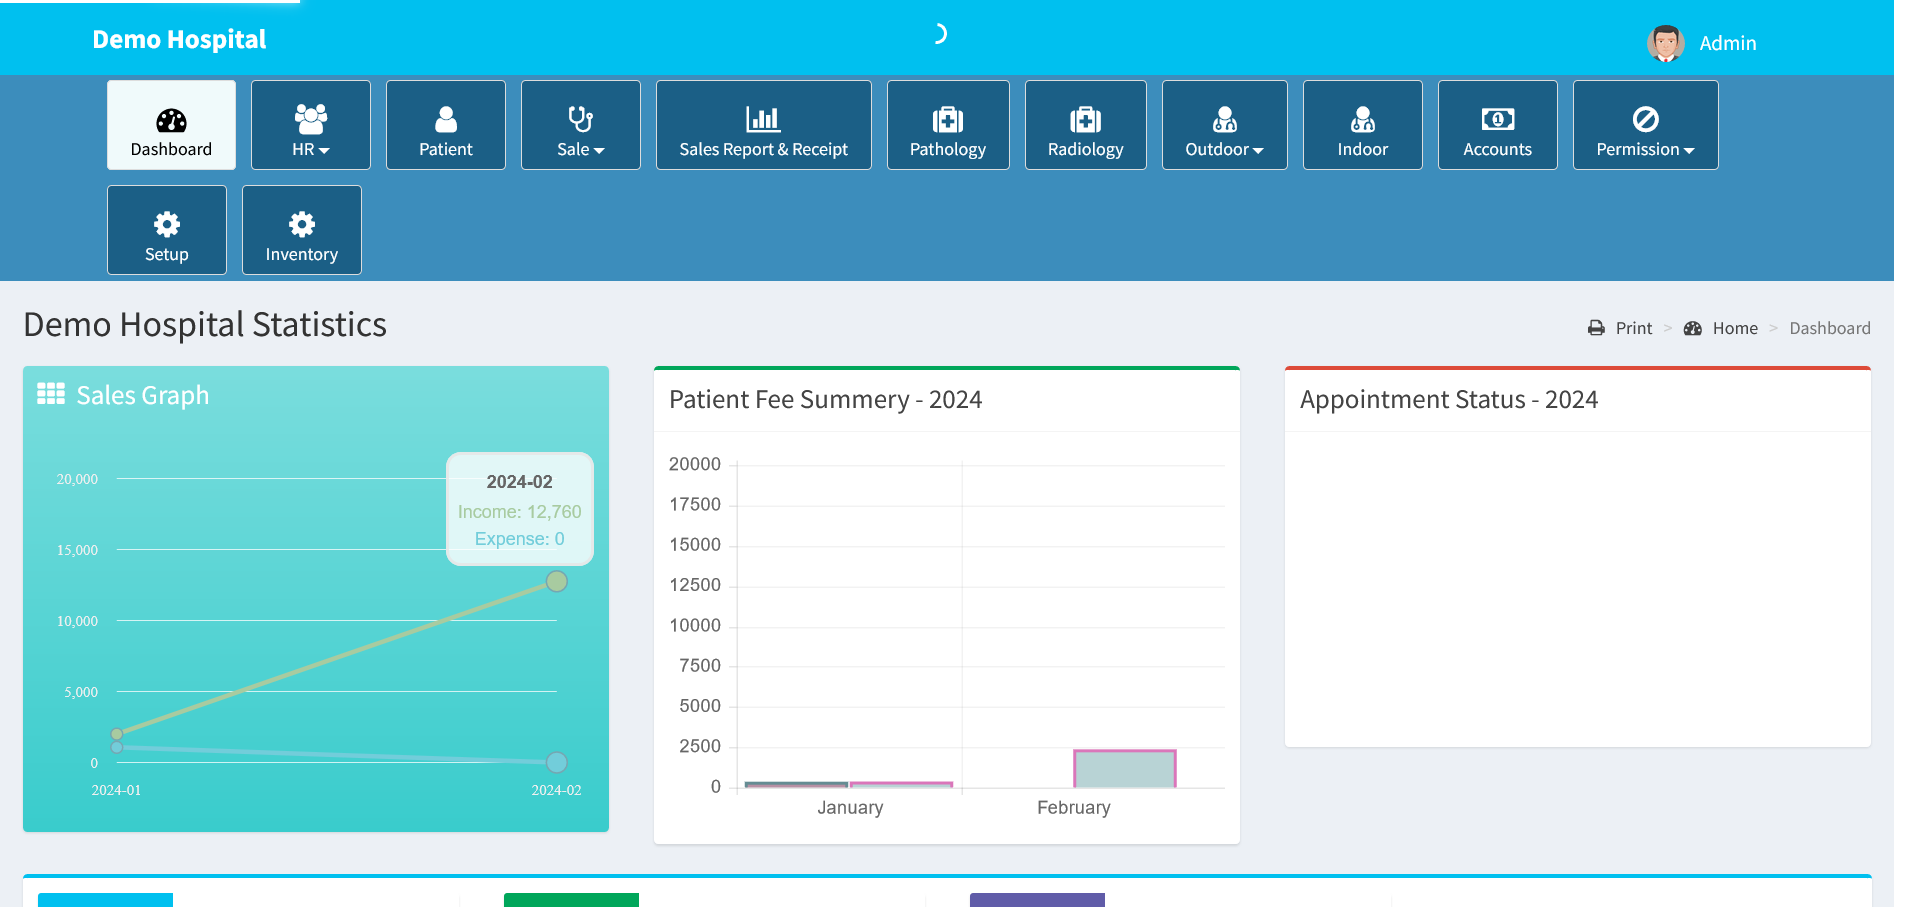 Demo Hospital
Admin
Dashboard
HR
Patient
Sale
Sales Report & Receipt
Pathology
Radiology
Outdoor
Indoor
Accounts
Permission
Setup
Inventory
Demo Hospital Statistics
Print > Home > Dashboard
Sales Graph
20,000
15,000
10,000
5,000
0
2024-01
2024-02
2024-02
Income: 12,760
Expense: 0
Patient Fee Summery - 2024
20000
17500
15000
12500
10000
7500
5000
2500
0
January
February
Appointment Status - 2024